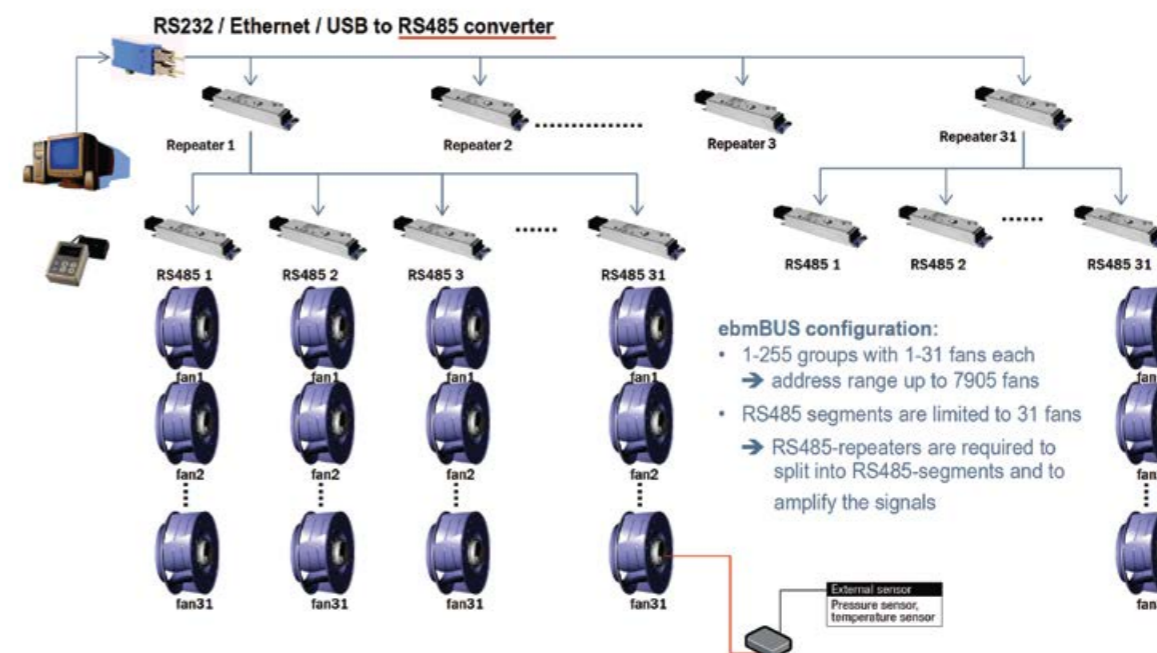 RS232 / Ethernet / USB to RS485 converter
Repeater 1
Repeater 2
Repeater 3
Repeater 31
RS485 1
RS485 2
RS485 3
RS485 31
RS485 1
RS485 2
RS485 31
fan1
fan1
fan1
fan1
fan2
fan2
fan2
fan2
fan31
fan31
fan31
fan31
ebmBUS configuration:
• 1-255 groups with 1-31 fans each
➔ address range up to 7905 fans
• RS485 segments are limited to 31 fans
➔ RS485-repeaters are required to
split into RS485-segments and to
amplify the signals
External sensor
Pressure sensor,
temperature sensor